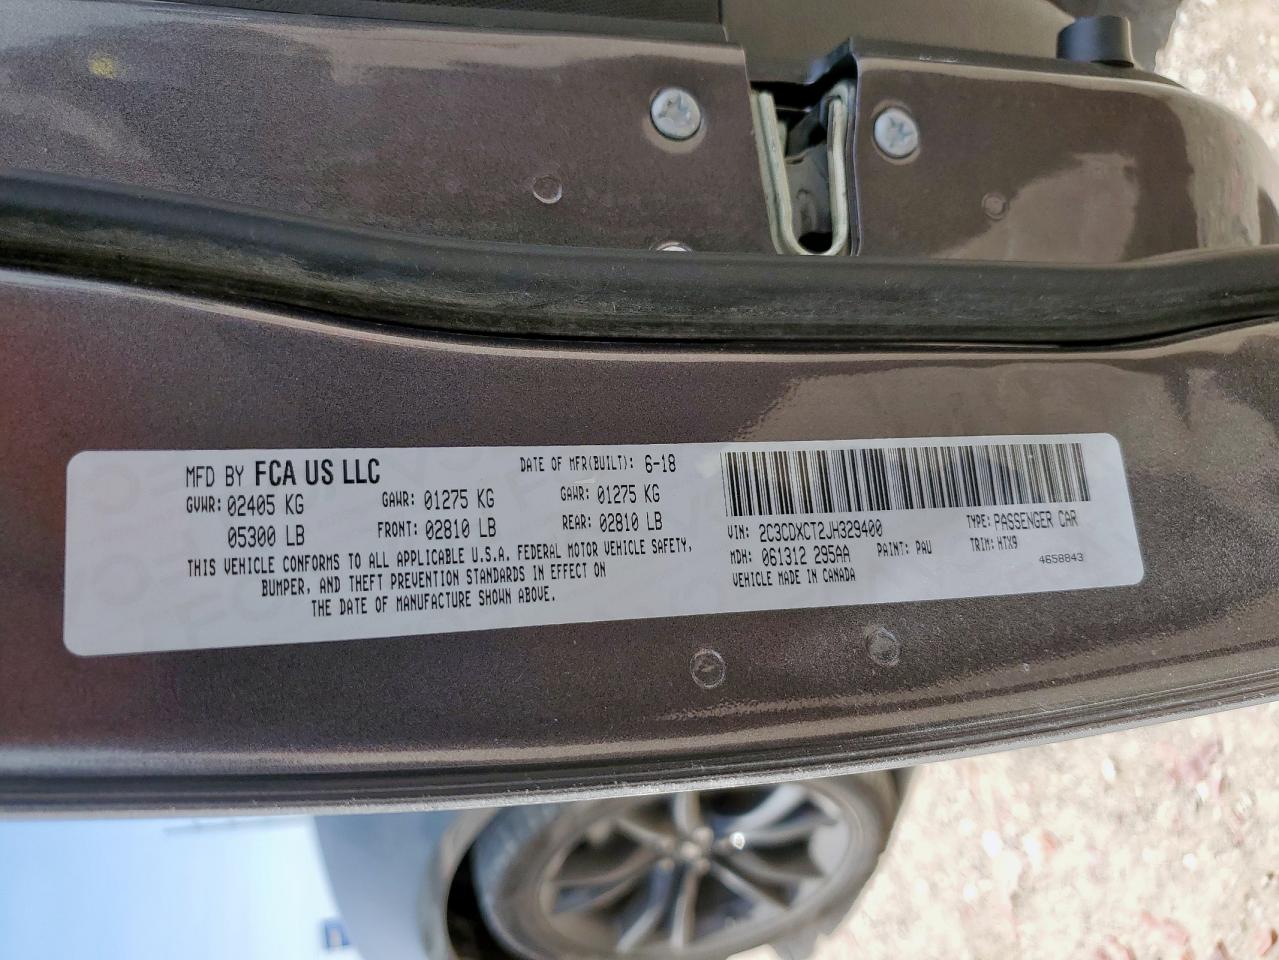 MFD BY FCA US LLC DATE OF MFR(BUILT): 6-18
GVWR: 02405 KG GAWR: 01275 KG GAWR: 01275 KG
05300 LB FRONT: 02810 LB REAR: 02810 LB
THIS VEHICLE CONFORMS TO ALL APPLICABLE U.S.A. FEDERAL MOTOR VEHICLE SAFETY,
BUMPER, AND THEFT PREVENTION STANDARDS IN EFFECT ON
THE DATE OF MANUFACTURE SHOWN ABOVE.
VIN: 2C3CDXCT2JH329400 TYPE: PASSENGER CAR
MDH: 061312 295AA PAINT: PAU TRIM: HTX9
VEHICLE MADE IN CANADA 4658843